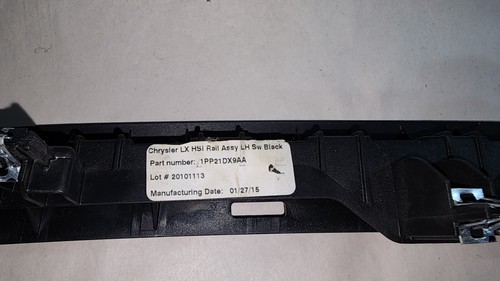 Chrysler LX HSI Rail Assy LH Sw Black
Part number: 1PP21DX9AA
Lot # 20101113
Manufacturing Date: 01/27/15